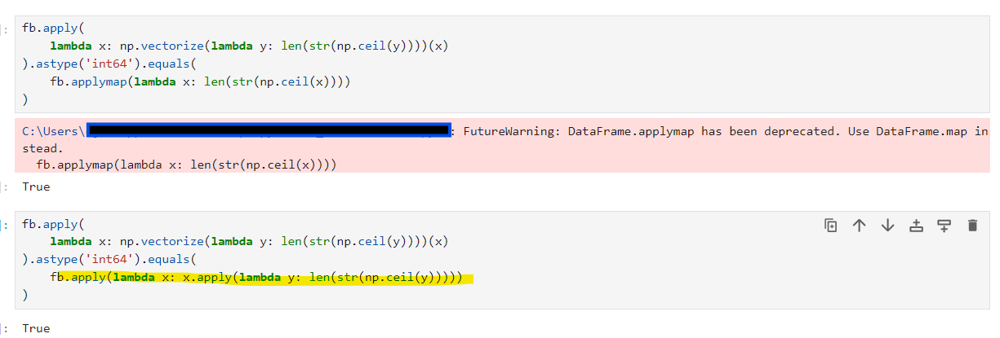 ]:
fb.apply(
lambda x: np.vectorize(lambda y: len(str(np.ceil(y))))(x)
).astype('int64').equals(
fb.applymap(lambda x: len(str(np.ceil(x))))
)
C:\Users\ : FutureWarning: DataFrame.applymap has been deprecated. Use DataFrame.map in
stead.
fb.applymap(lambda x: len(str(np.ceil(x))))
]: True
]:
fb.apply(
lambda x: np.vectorize(lambda y: len(str(np.ceil(y))))(x)
).astype('int64').equals(
fb.apply(lambda x: x.apply(lambda y: len(str(np.ceil(y)))))
)
]: True